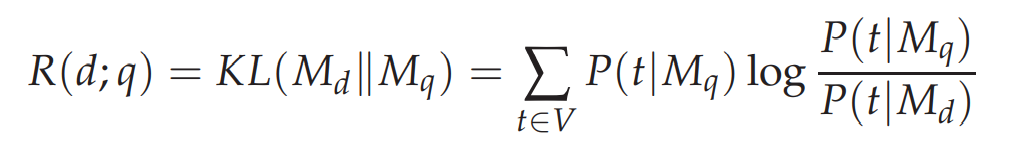 R(d; q) = KL(M_d‖M_q) = ∑_{t∈V} P(t|M_q) log P(t|M_q) / P(t|M_d)